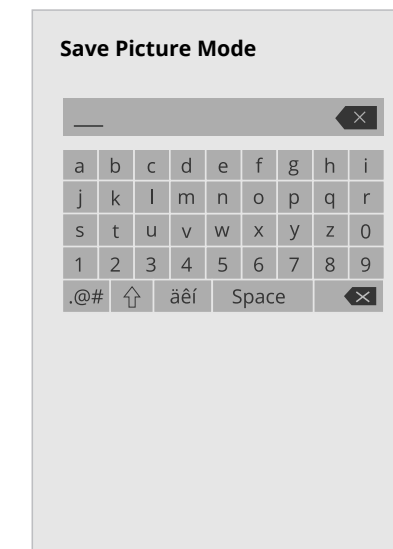 Save Picture Mode
a b c d e f g h i
j k l m n o p q r
s t u v w x y z 0
1 2 3 4 5 6 7 8 9
.@# äêí Space